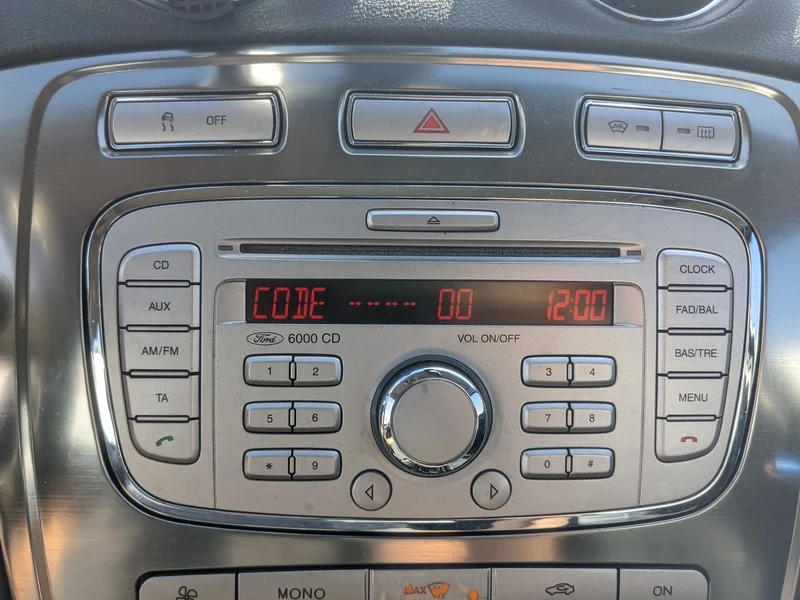 OFF
CODE ---- 00 12:00
Ford 6000 CD
VOL ON/OFF
CD
AUX
AM/FM
TA
1 2
5 6
* 9
3 4
7 8
0 #
CLOCK
FAD/BAL
BAS/TRE
MENU
MONO
MAX
ON